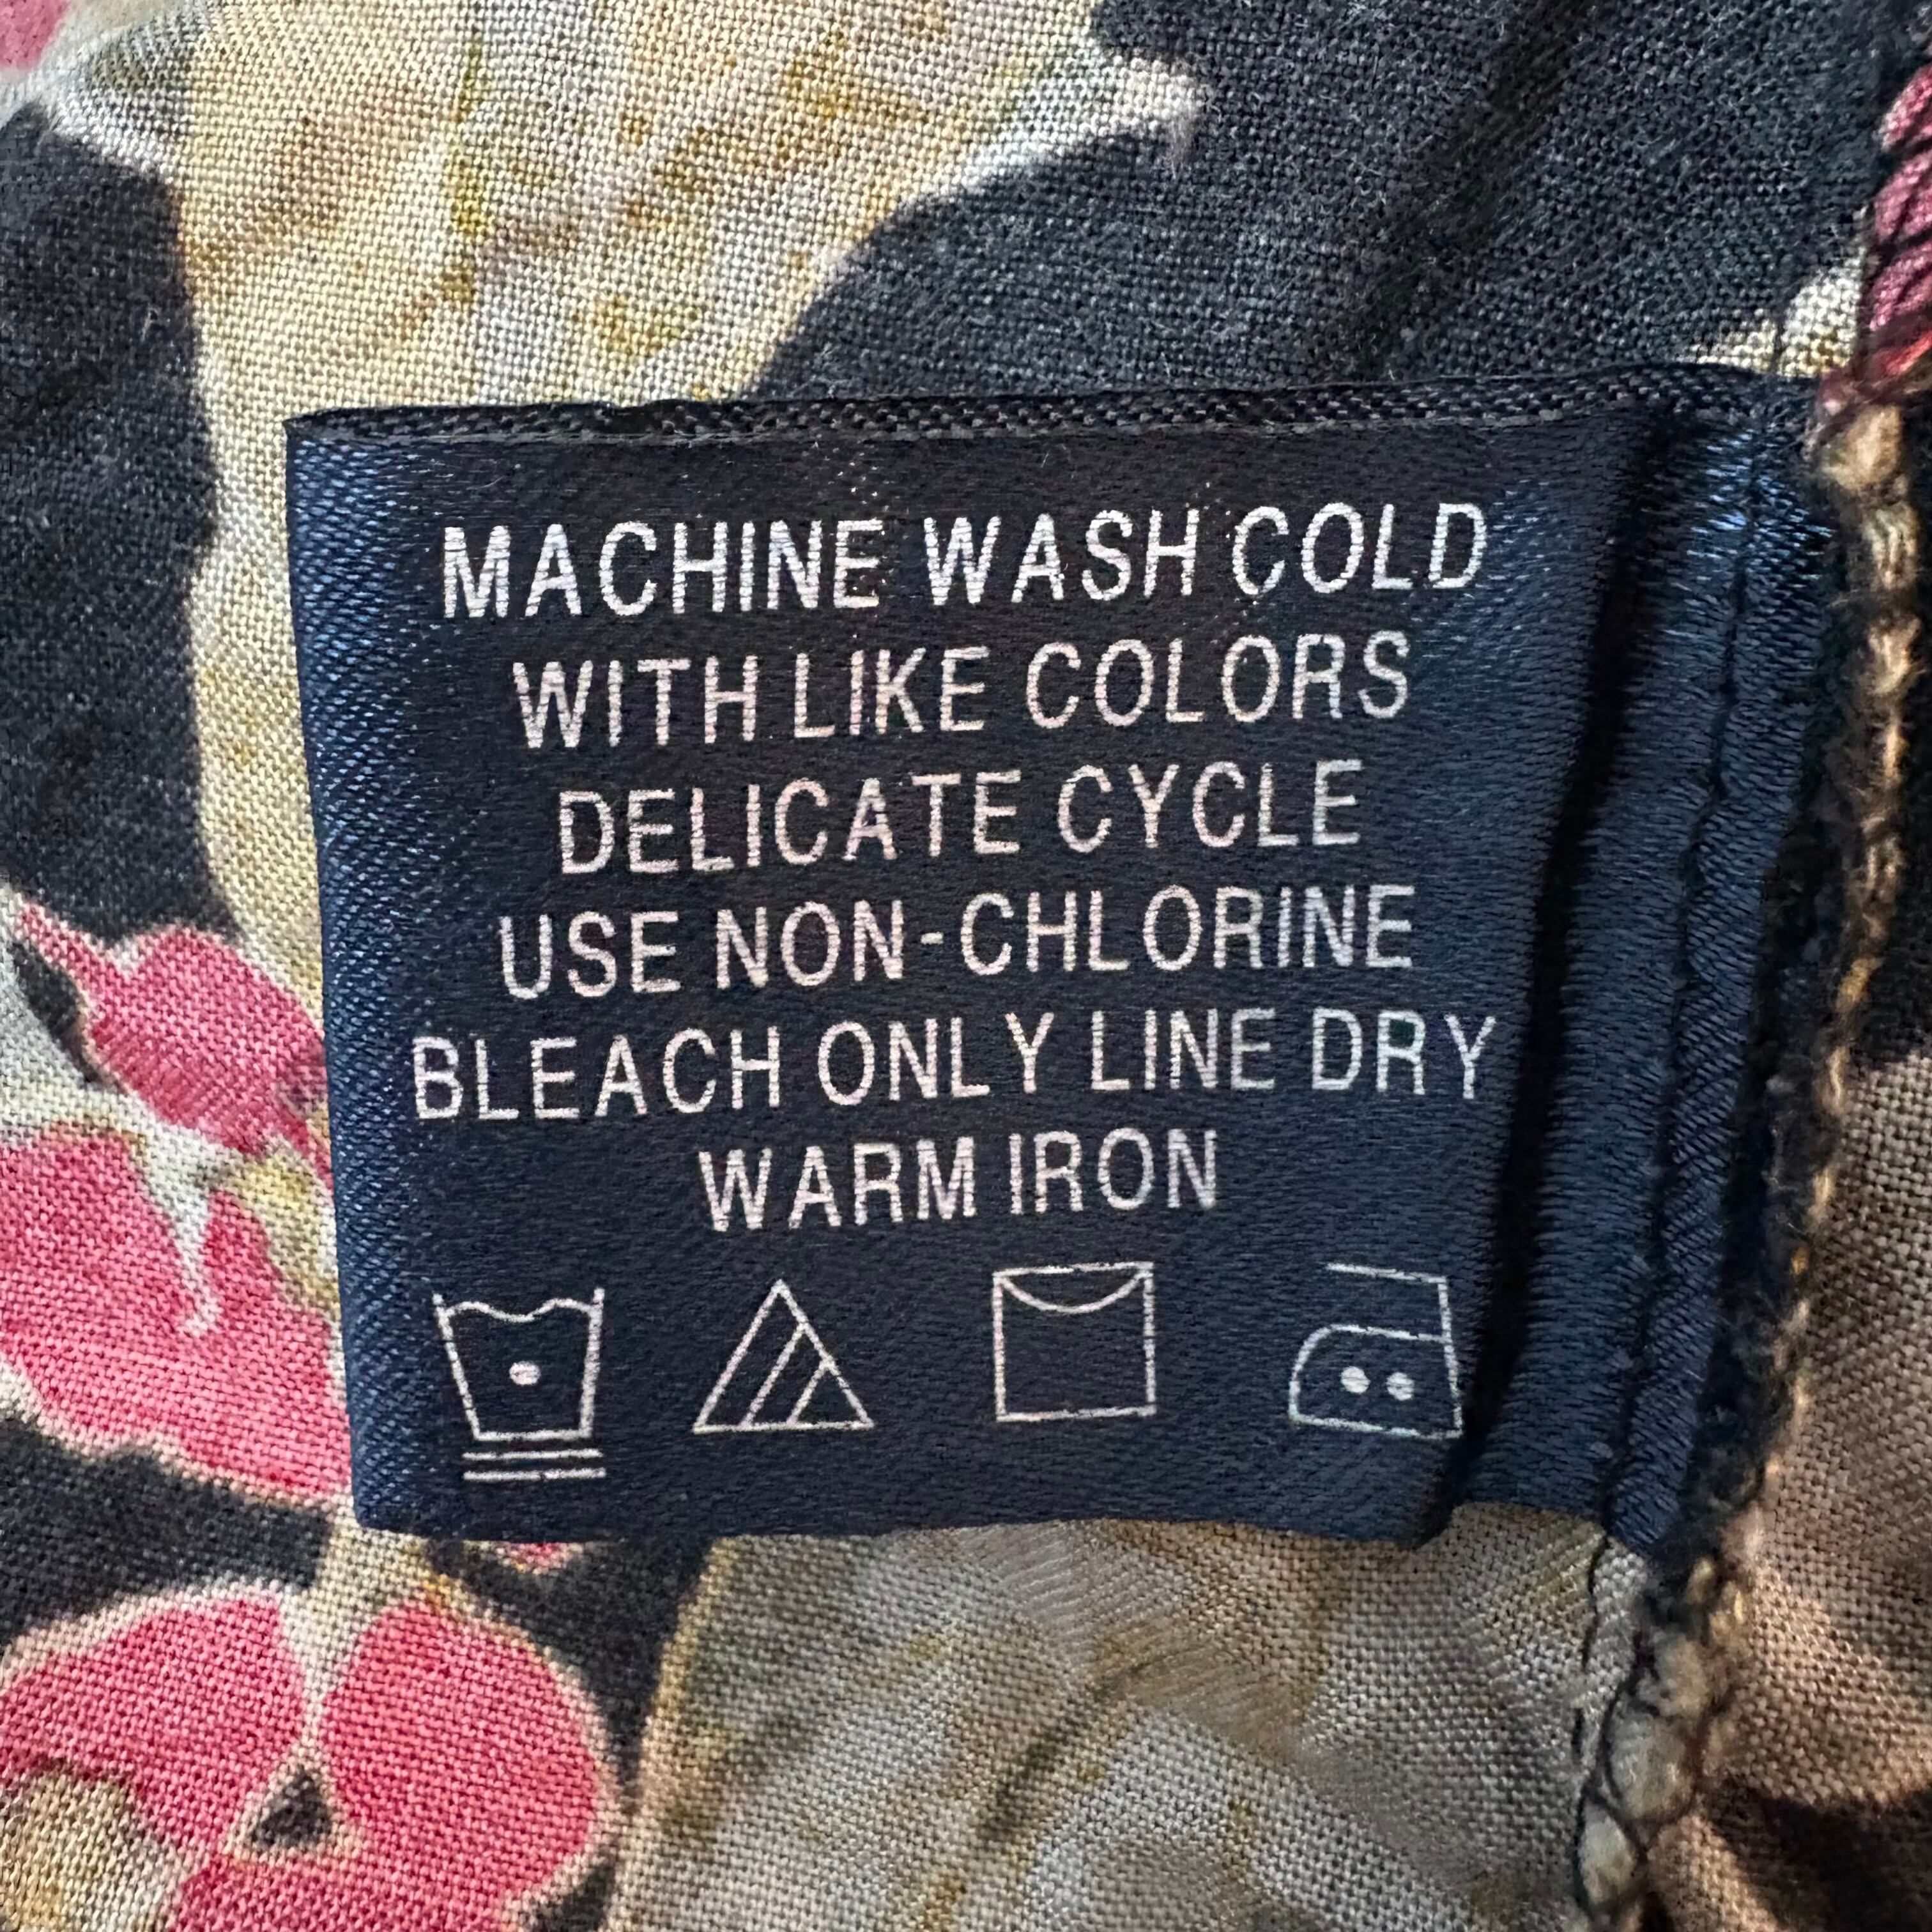 MACHINE WASH COLD
WITH LIKE COLORS
DELICATE CYCLE
USE NON-CHLORINE
BLEACH ONLY LINE DRY
WARM IRON